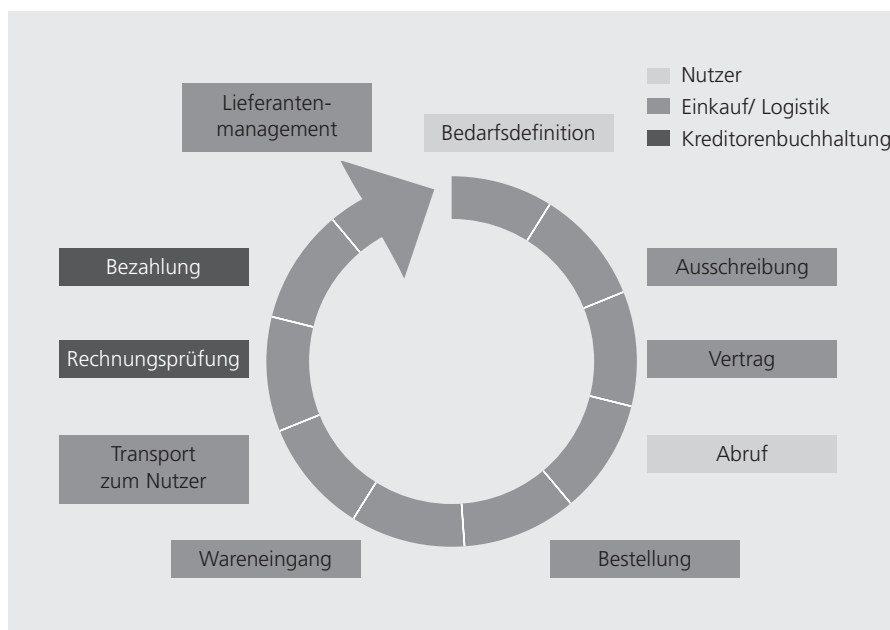 Lieferanten-
management
Bedarfsdefinition
Nutzer
Einkauf/ Logistik
Kreditorenbuchhaltung
Ausschreibung
Vertrag
Abruf
Bestellung
Wareneingang
Transport
zum Nutzer
Rechnungsprüfung
Bezahlung